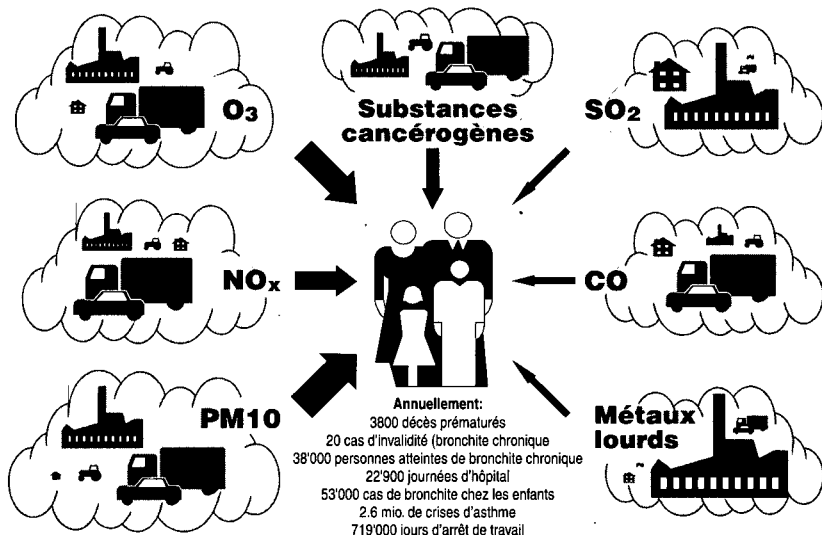 O3
Substances
cancérogènes
SO2
NOx
CO
PM10
Métaux
lourds
Annuellement:
3800 décès prématurés
20 cas d'invalidité (bronchite chronique
38'000 personnes atteintes de bronchite chronique
22'900 journées d'hôpital
53'000 cas de bronchite chez les enfants
2.6 mio. de crises d'asthme
719'000 jours d'arrêt de travail